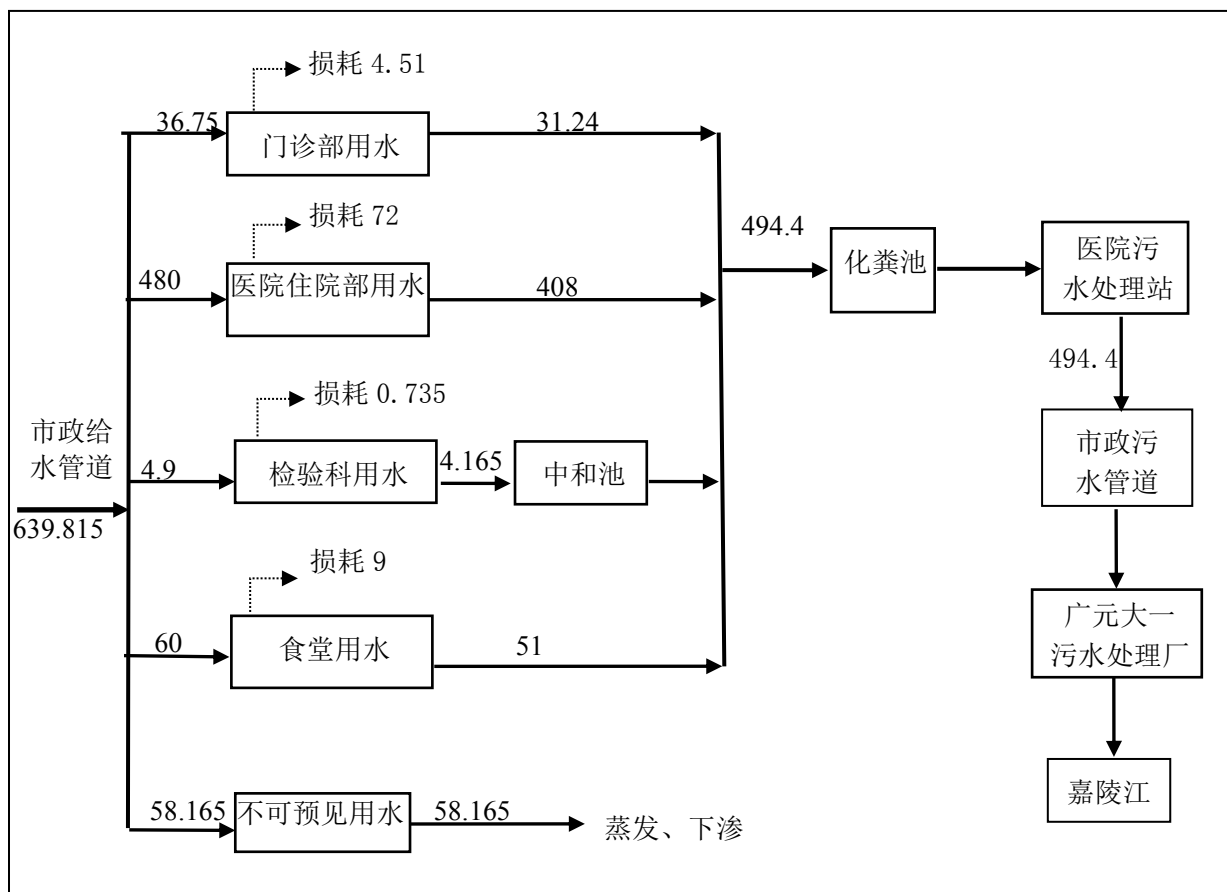 损耗 4.51
36.75
门诊部用水
31.24
损耗 72
480
医院住院部用水
408
494.4
化粪池
医院污
水处理站
494.4
市政给
水管道
639.815
损耗 0.735
4.9
检验科用水
4.165
中和池
市政污
水管道
损耗 9
60
食堂用水
51
广元大一
污水处理厂
嘉陵江
58.165
不可预见用水
58.165
蒸发、下渗